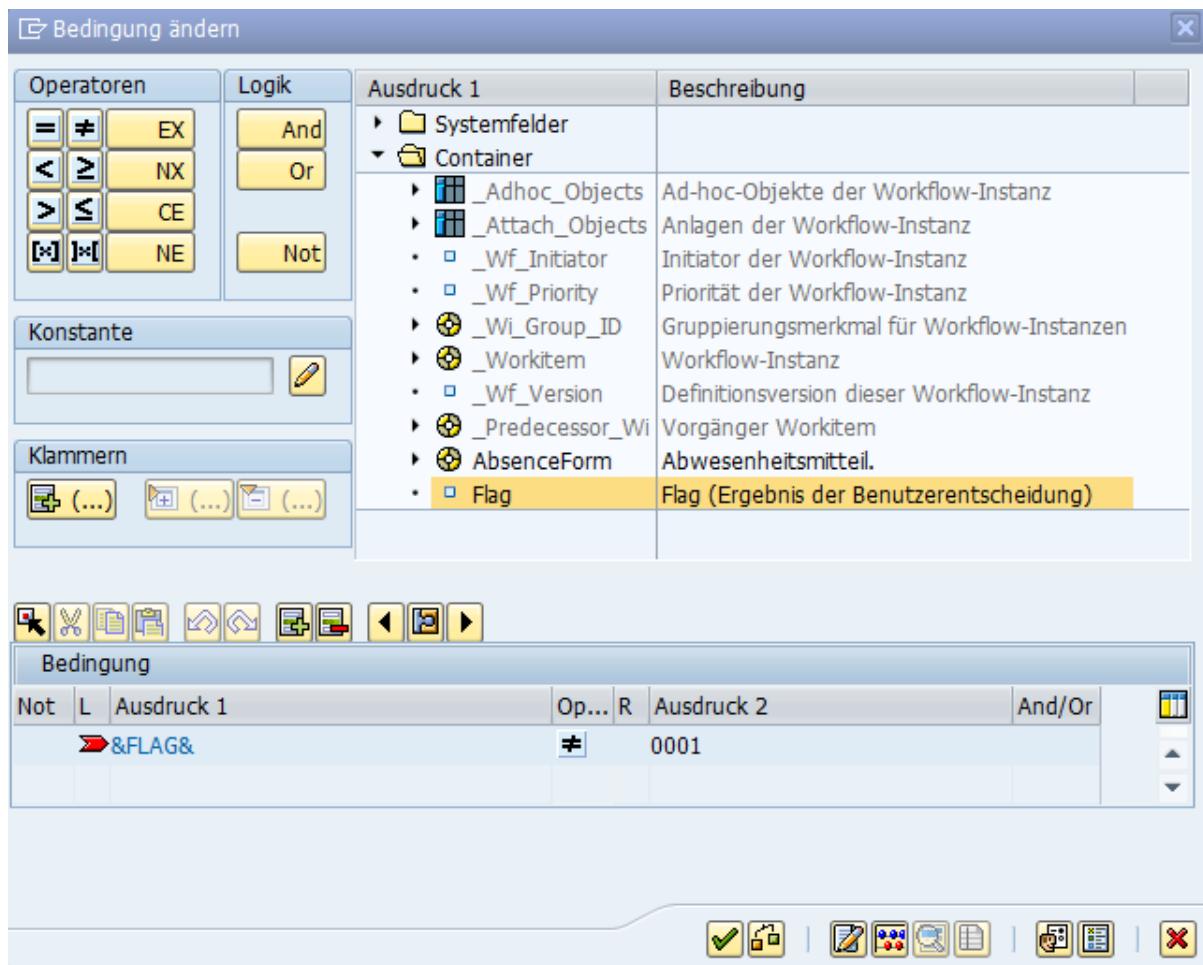 Bedingung ändern
Operatoren Logik Ausdruck 1 Beschreibung
= ≠ EX And Systemfelder
< ≥ NX Or Container
> ≤ CE _Adhoc_Objects Ad-hoc-Objekte der Workflow-Instanz
[×] ]×[ NE Not _Attach_Objects Anlagen der Workflow-Instanz
_Wf_Initiator Initiator der Workflow-Instanz
_Wf_Priority Priorität der Workflow-Instanz
Konstante _Wi_Group_ID Gruppierungsmerkmal für Workflow-Instanzen
_Workitem Workflow-Instanz
_Wf_Version Definitionsversion dieser Workflow-Instanz
_Predecessor_Wi Vorgänger Workitem
Klammern AbsenceForm Abwesenheitsmitteil.
(...) (...) (...) Flag Flag (Ergebnis der Benutzerentscheidung)
Bedingung
Not L Ausdruck 1 Op... R Ausdruck 2 And/Or
&FLAG& ≠ 0001